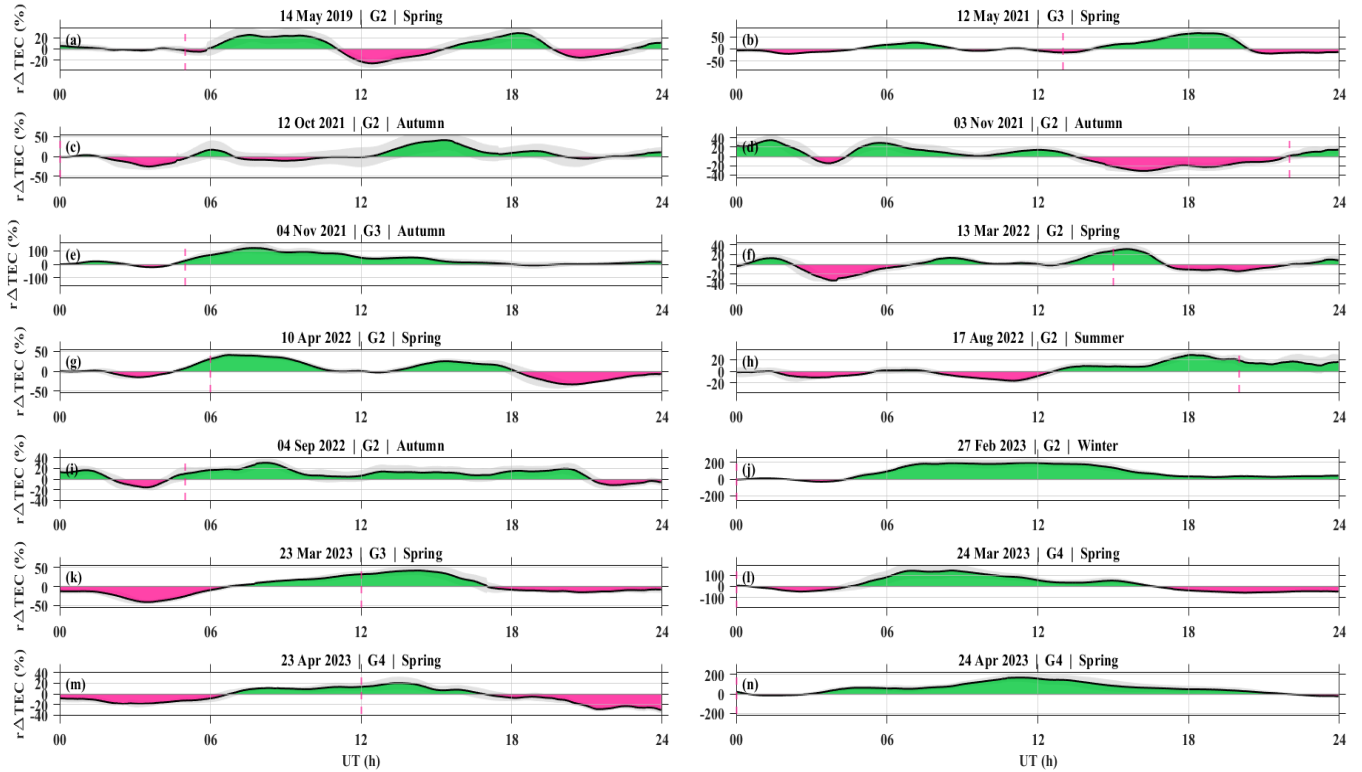 14 May 2019 | G2 | Spring
12 May 2021 | G3 | Spring
r△TEC (%)
20
0
-20
(a)
50
0
-50
(b)
00 06 12 18 24
00 06 12 18 24
12 Oct 2021 | G2 | Autumn
03 Nov 2021 | G2 | Autumn
r△TEC (%)
50
0
-50
(c)
40
20
0
-20
-40
(d)
00 06 12 18 24
00 06 12 18 24
04 Nov 2021 | G3 | Autumn
13 Mar 2022 | G2 | Spring
r△TEC (%)
100
0
-100
(e)
40
20
0
-20
-40
(f)
00 06 12 18 24
00 06 12 18 24
10 Apr 2022 | G2 | Spring
17 Aug 2022 | G2 | Summer
r△TEC (%)
50
0
-50
(g)
20
0
-20
(h)
00 06 12 18 24
00 06 12 18 24
04 Sep 2022 | G2 | Autumn
27 Feb 2023 | G2 | Winter
r△TEC (%)
40
20
0
-20
-40
(i)
200
0
-200
(j)
00 06 12 18 24
00 06 12 18 24
23 Mar 2023 | G3 | Spring
24 Mar 2023 | G4 | Spring
r△TEC (%)
50
0
-50
(k)
100
0
-100
(l)
00 06 12 18 24
00 06 12 18 24
23 Apr 2023 | G4 | Spring
24 Apr 2023 | G4 | Spring
r△TEC (%)
40
20
0
-20
-40
(m)
200
0
-200
(n)
00 06 12 18 24
00 06 12 18 24
UT (h)
UT (h)